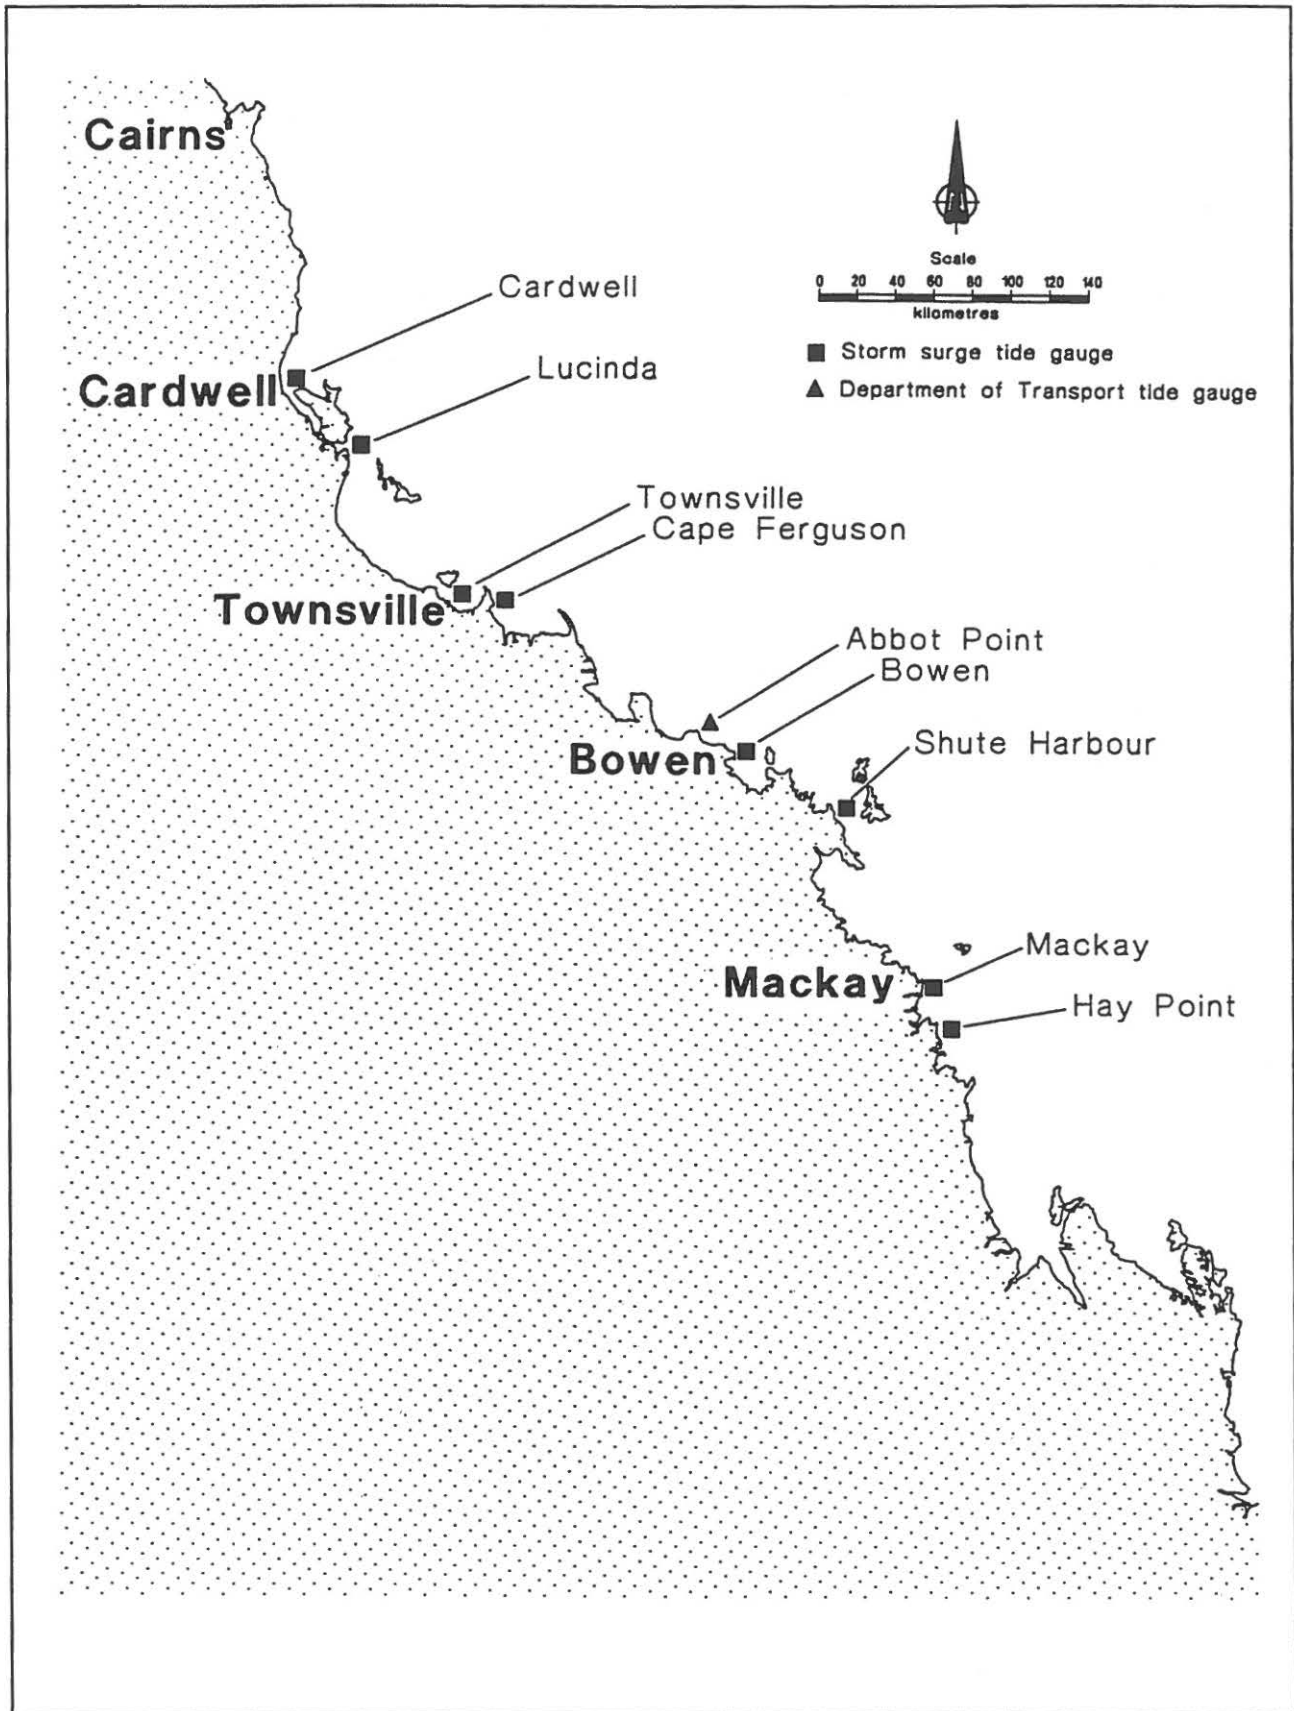 Cairns
Scale
0 20 40 60 80 100 120 140
kilometres
Cardwell
Storm surge tide gauge
Lucinda
Cardwell
Department of Transport tide gauge
Townsville
Cape Ferguson
Townsville
Abbot Point
Bowen
Shute Harbour
Bowen
Mackay
Mackay
Hay Point